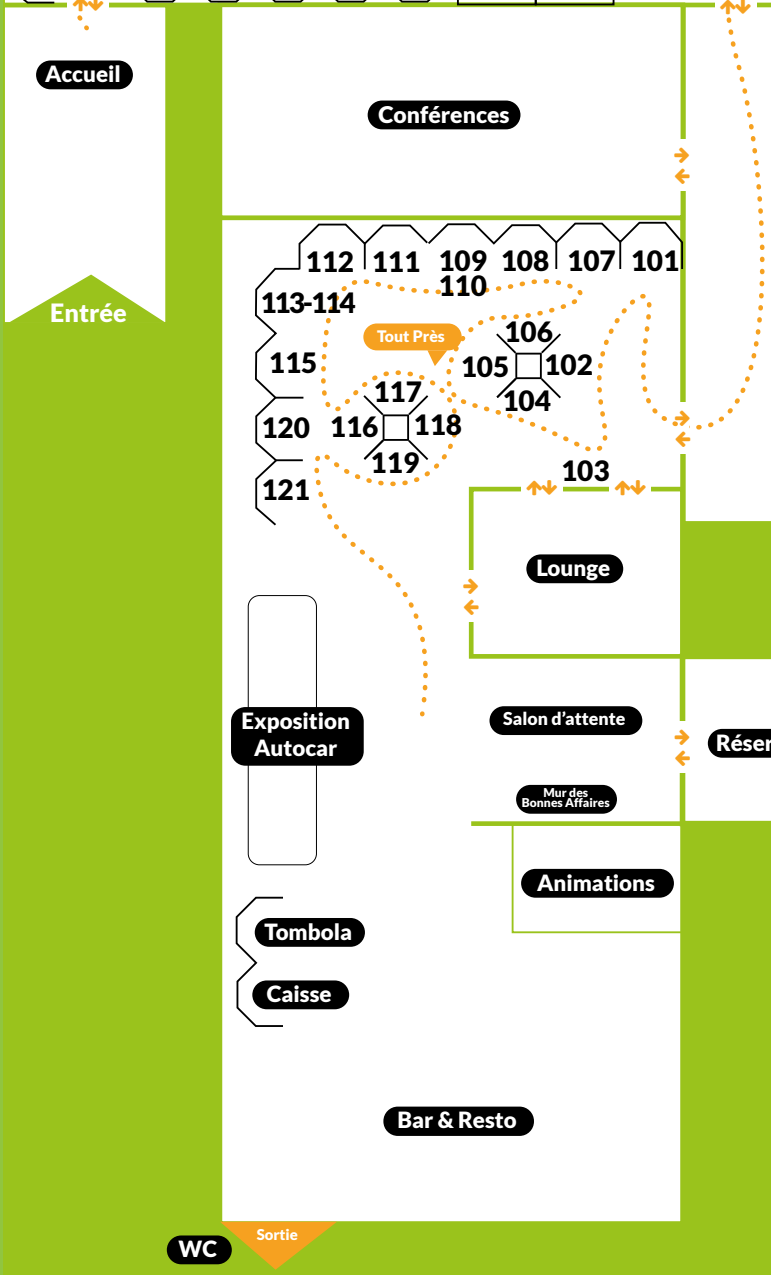 Accueil
Conférences
112 111 109 108 107 101
110
Entrée
113-114
Tout Près
106
115
105 102
117
104
120 116 118
119
103
121
Lounge
Exposition
Autocar
Salon d'attente
Mur des
Bonnes Affaires
Animations
Tombola
Caisse
Bar & Resto
Sortie
WC